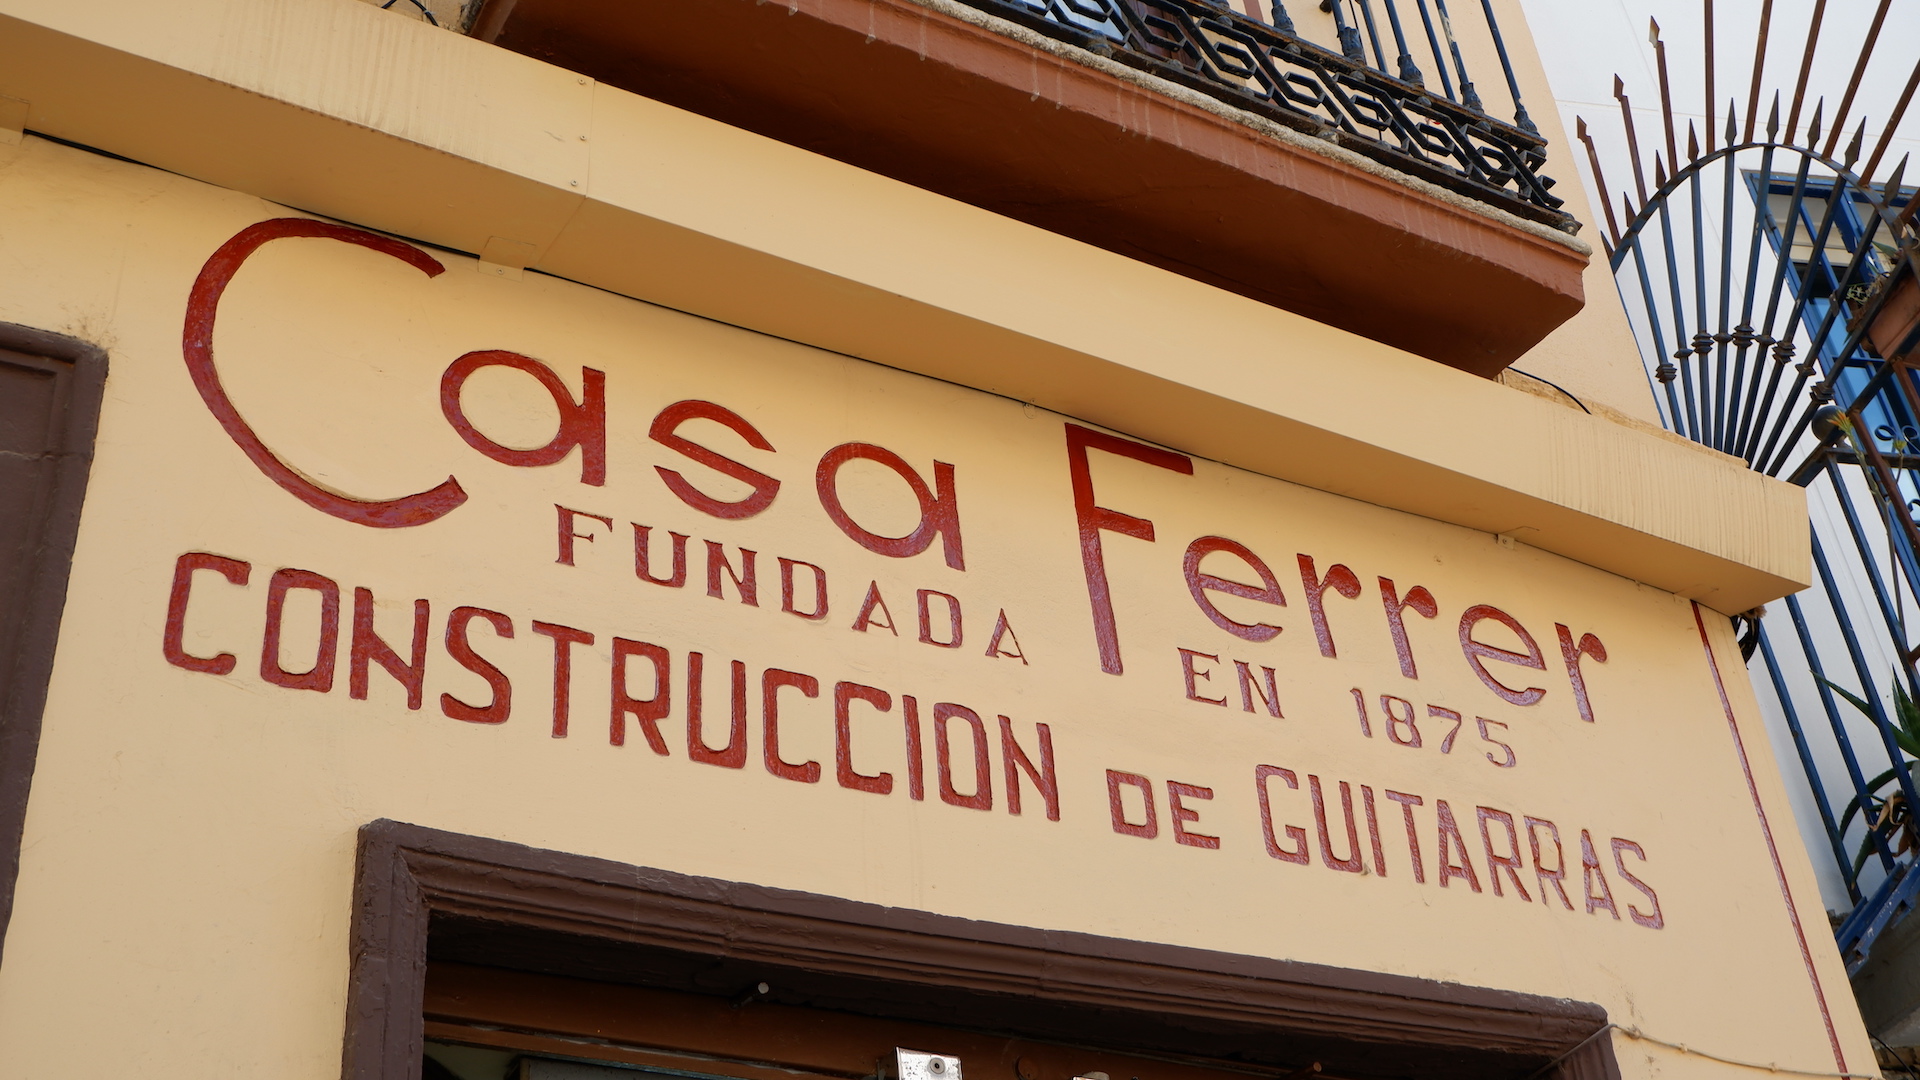 Casa Ferrer
FUNDADA EN 1875
CONSTRUCCION DE GUITARRAS